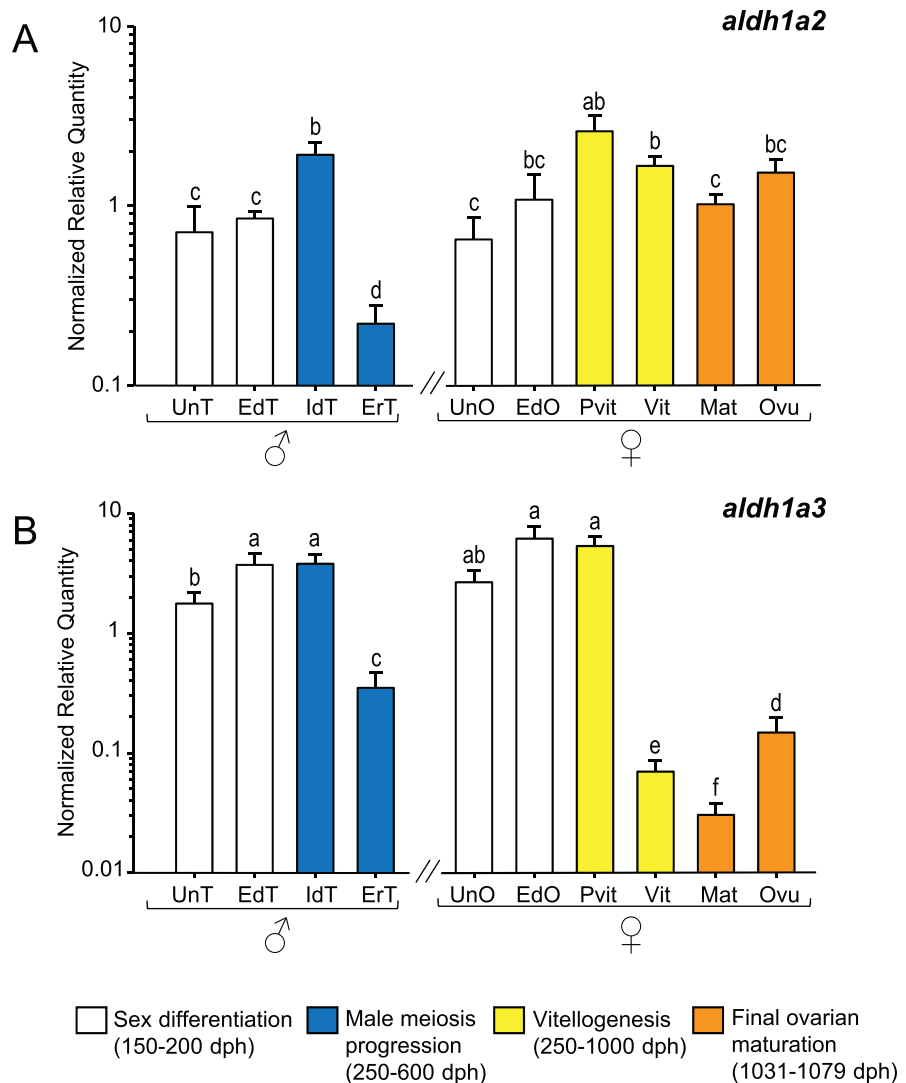 A
aldh1a2
Normalized Relative Quantity
10
1
0.1
c c b d c bc ab b c bc
UnT EdT IdT ErT // UnO EdO Pvit Vit Mat Ovu
♂ ♀
B
aldh1a3
Normalized Relative Quantity
10
1
0.1
0.01
b a a c ab a a e f d
UnT EdT IdT ErT // UnO EdO Pvit Vit Mat Ovu
♂ ♀
Sex differentiation
(150-200 dph)
Male meiosis
progression
(250-600 dph)
Vitellogenesis
(250-1000 dph)
Final ovarian
maturation
(1031-1079 dph)